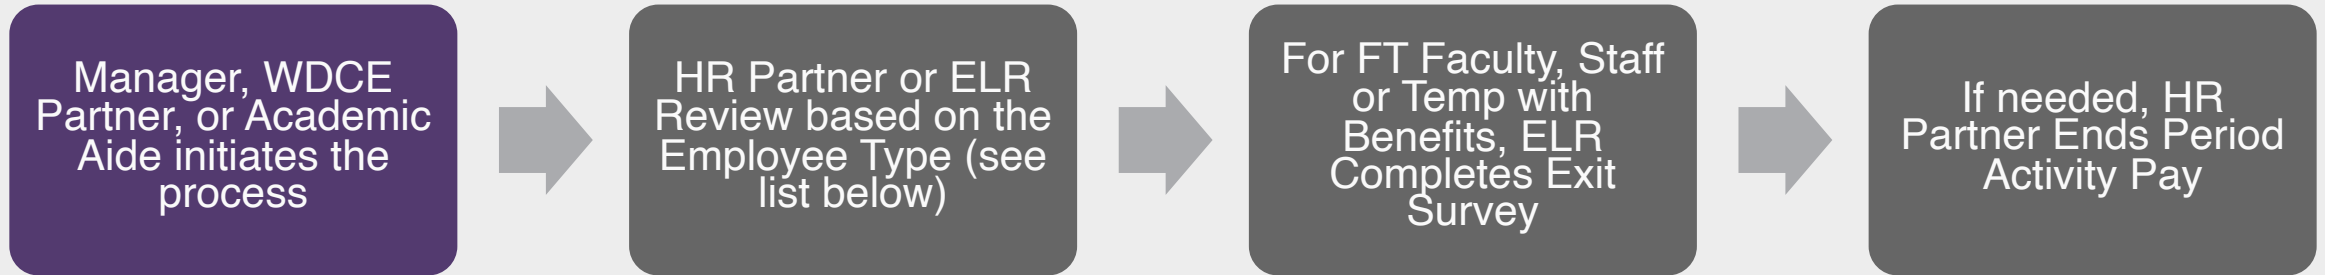 Manager, WDCE
Partner, or Academic
Aide initiates the
process
HR Partner or ELR
Review based on the
Employee Type (see
list below)
For FT Faculty, Staff
or Temp with
Benefits, ELR
Completes Exit
Survey
If needed, HR
Partner Ends Period
Activity Pay